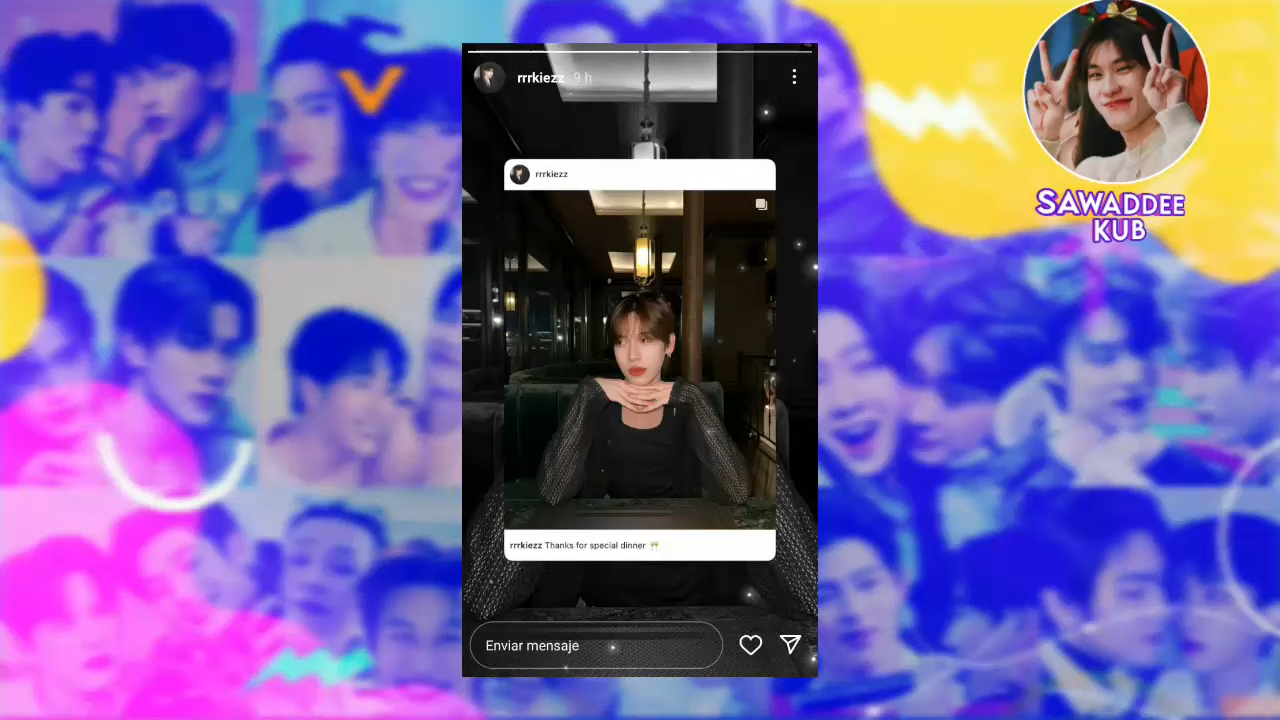 rrrkiezz 9 h
rrrkiezz
rrrkiezz Thanks for special dinner 🥂
Enviar mensaje
SAWADDEE
KUB